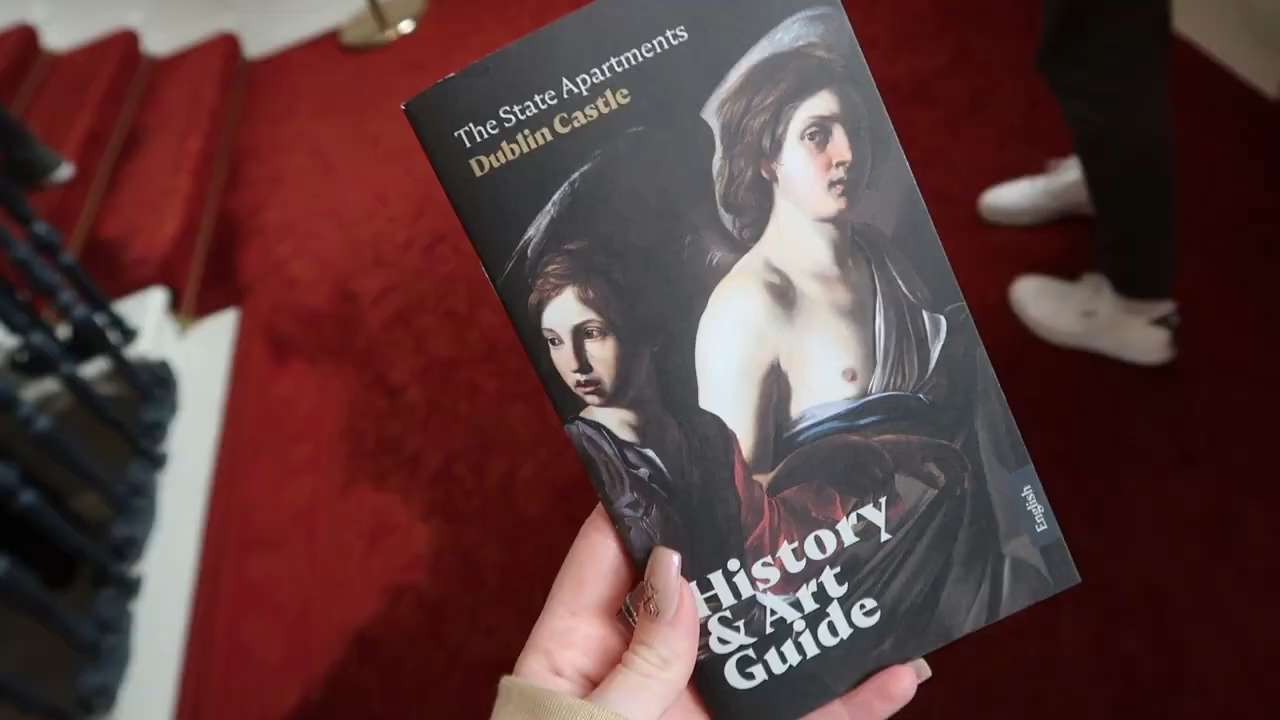 The State Apartments
Dublin Castle
History
& Art
Guide
English